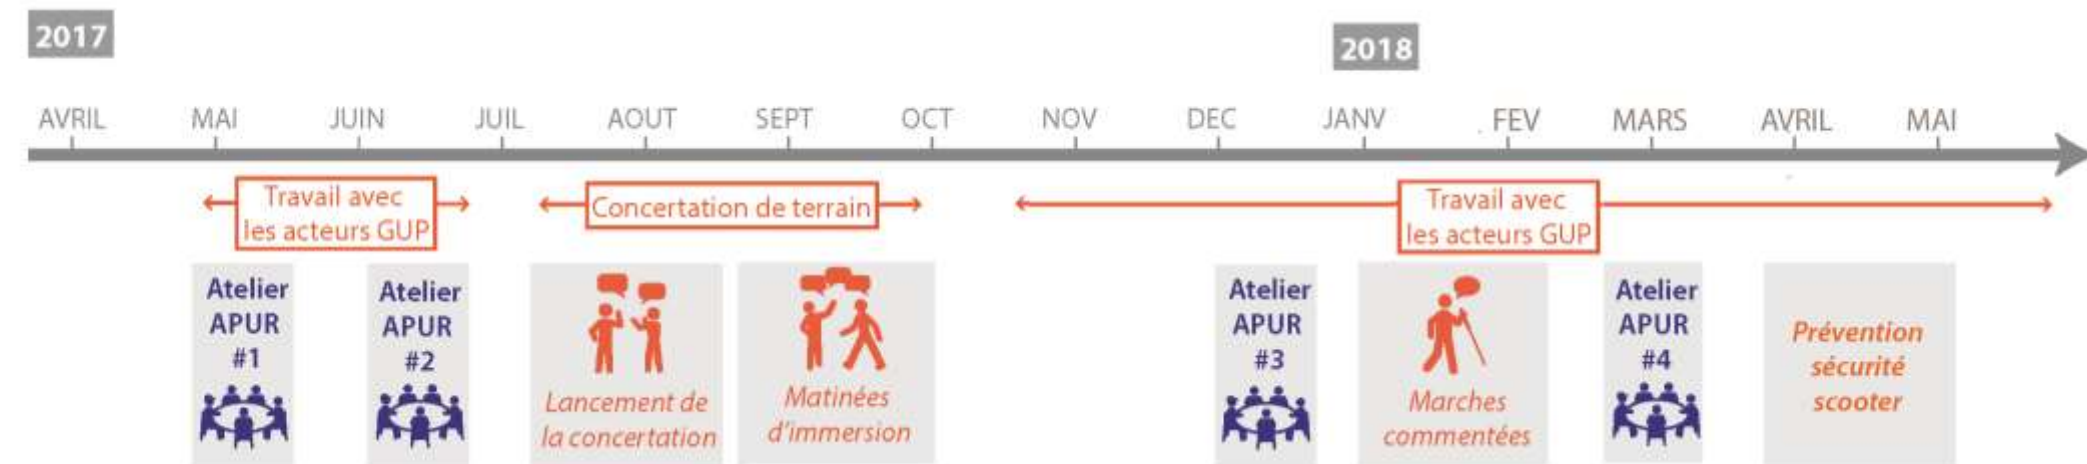 2017
2018
AVRIL MAI JUIN JUIL AOUT SEPT OCT NOV DEC JANV FEV MARS AVRIL MAI
Travail avec
les acteurs GUP
Concertation de terrain
Travail avec
les acteurs GUP
Atelier
APUR
#1
Atelier
APUR
#2
Lancement de
la concertation
Matinées
d'immersion
Atelier
APUR
#3
Marches
commentées
Atelier
APUR
#4
Prévention
sécurité
scooter